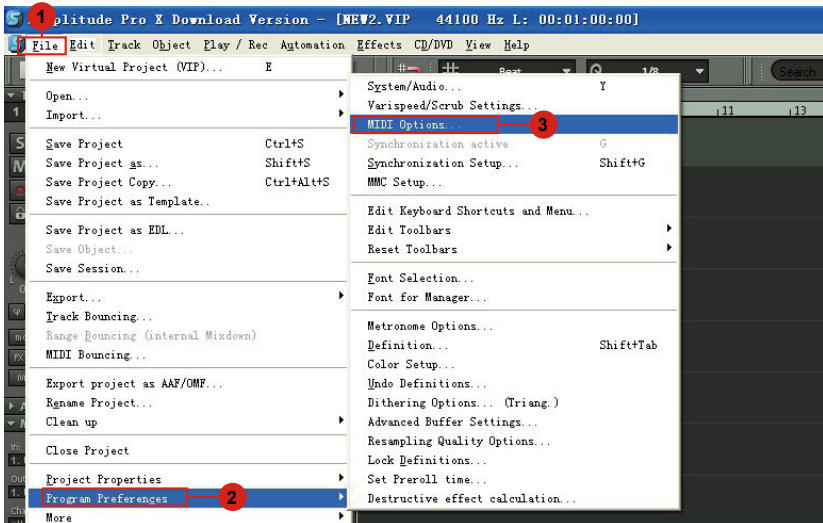 1 plitude Pro X Download Version - [NEW2.VIP 44100 Hz L: 00:01:00:00]
File Edit Track Object Play / Rec Automation Effects CD/DVD View Help
New Virtual Project (VIP)... E
Open...
Import...
Save Project Ctrl+S
Save Project as... Shift+S
Save Project Copy... Ctrl+Alt+S
Save Project as Template..
Save Project as EDL...
Save Object...
Save Session...
Export...
Track Bouncing...
Range Bouncing (internal Mixdown)
MIDI Bouncing...
Export project as AAF/OMF...
Rename Project...
Clean up
Close Project
Project Properties
Program Preferences 2
More
Beat 1/8 Search
System/Audio... Y
Varispeed/Scrub Settings...
MIDI Options... 3
Synchronization active G
Synchronization Setup... Shift+G
MMC Setup...
Edit Keyboard Shortcuts and Menu...
Edit Toolbars
Reset Toolbars
Font Selection...
Font for Manager...
Metronome Options...
Definition... Shift+Tab
Color Setup...
Undo Definitions...
Dithering Options... (Triang.)
Advanced Buffer Settings...
Resampling Quality Options...
Lock Definitions...
Set Preroll time...
Destructive effect calculation...
11 13